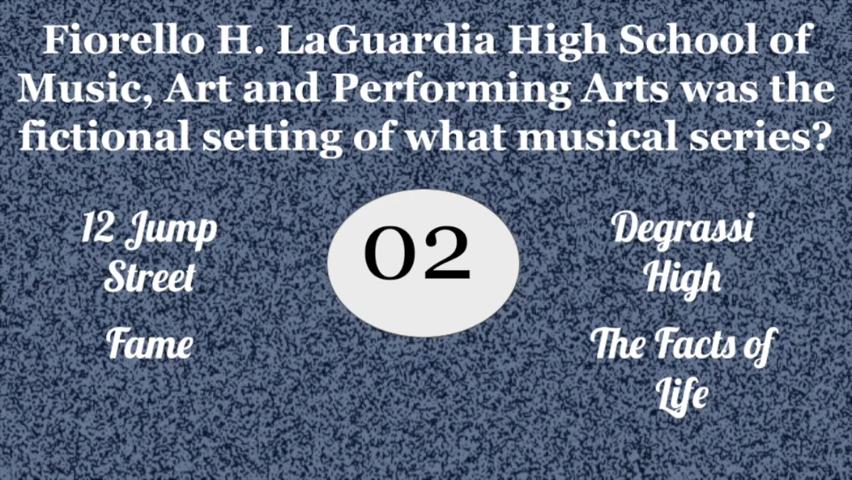 Fiorello H. LaGuardia High School of
Music, Art and Performing Arts was the
fictional setting of what musical series?
12 Jump
Street
Fame
02
Degrassi
High
The Facts of
Life